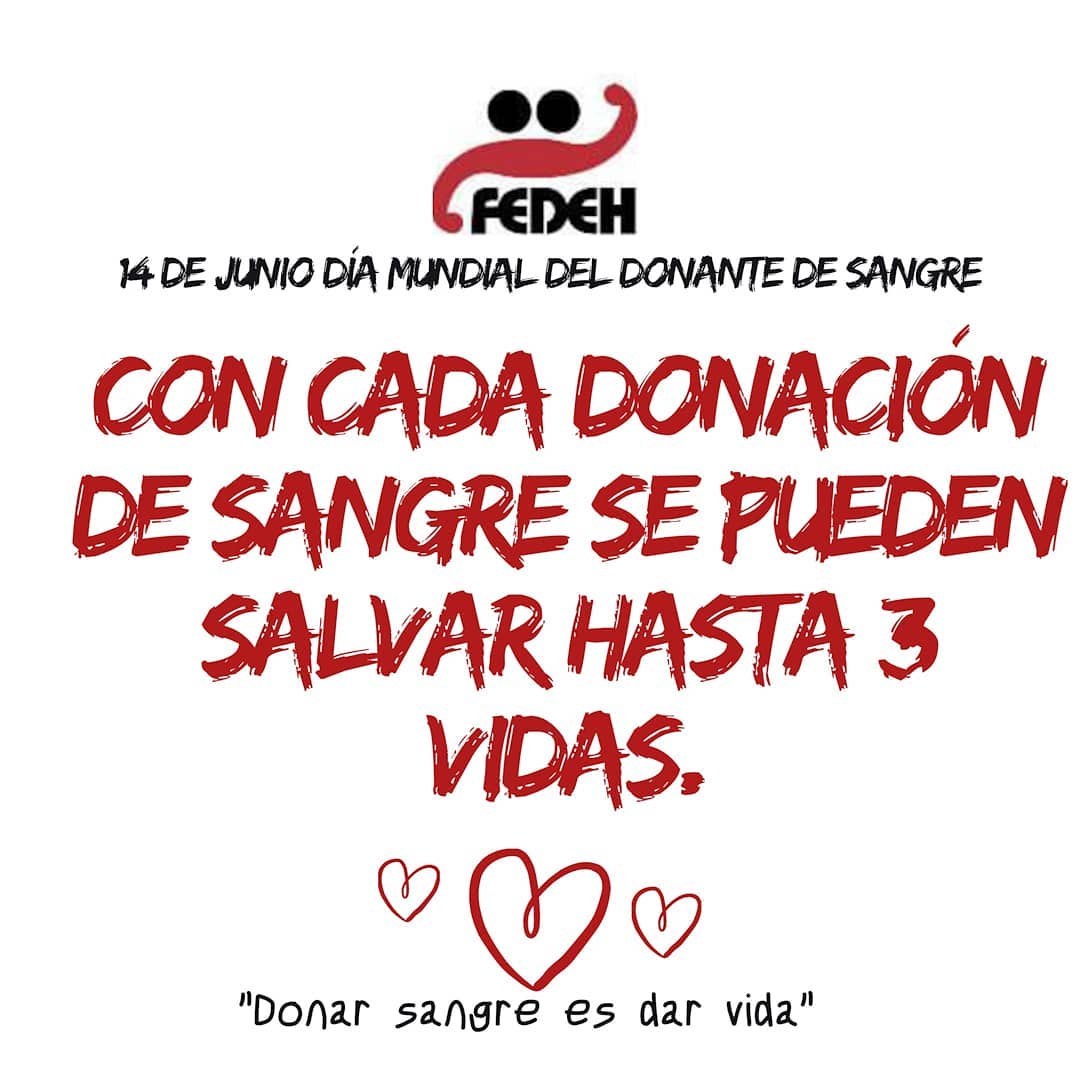 FEDEH
14 DE JUNIO DÍA MUNDIAL DEL DONANTE DE SANGRE
CON CADA DONACIÓN
DE SANGRE SE PUEDEN
SALVAR HASTA 3
VIDAS.
"Donar sangre es dar vida"